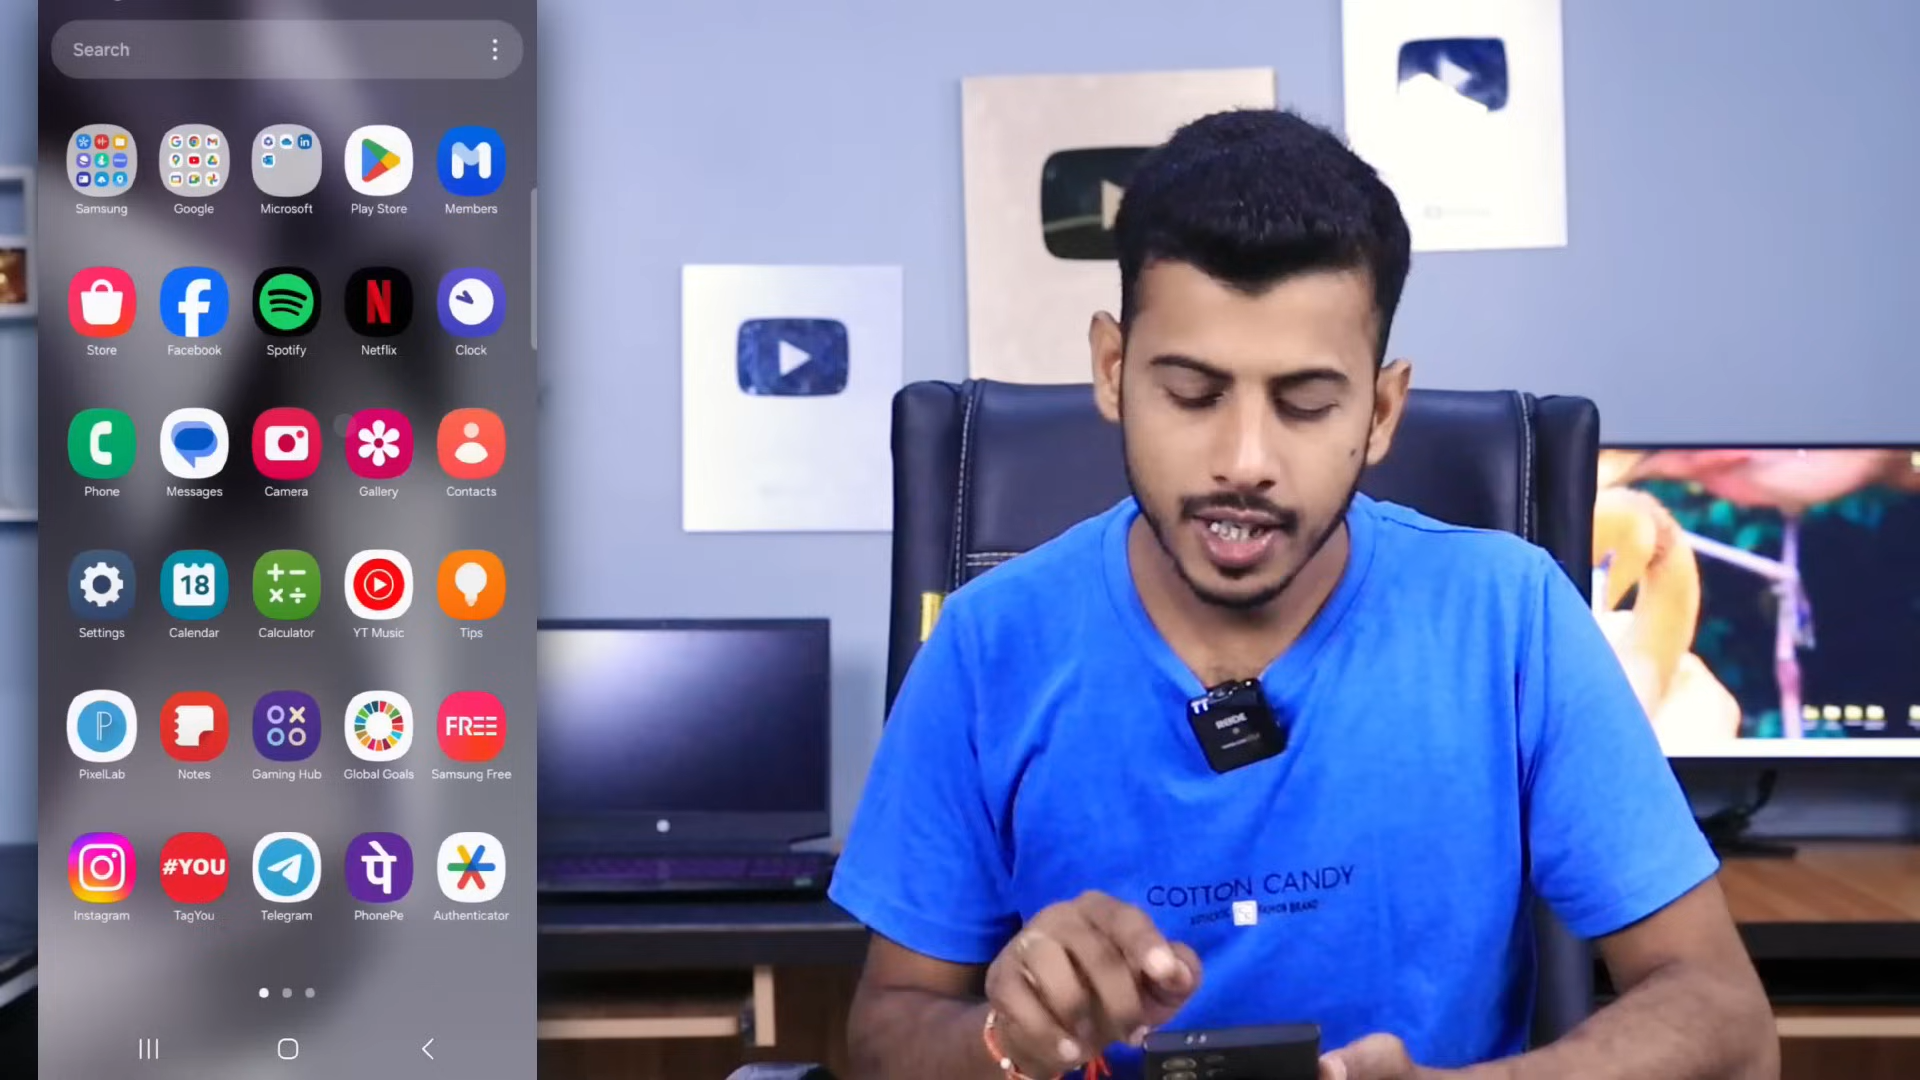 Search
Samsung Google Microsoft Play Store Members
Store Facebook Spotify Netflix Clock
Phone Messages Camera Gallery Contacts
18
Settings Calendar Calculator YT Music Tips
P
FREE
PixelLab Notes Gaming Hub Global Goals Samsung Free
#YOU पे
Instagram TagYou Telegram PhonePe Authenticator
RØDE
COTTON CANDY